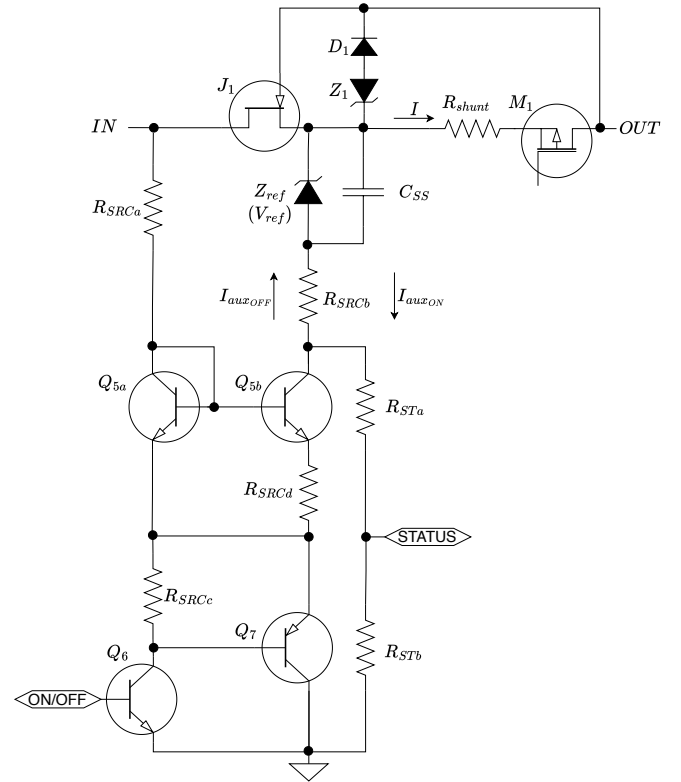 D1
J1
Z1
I
Rshunt
M1
IN
OUT
RSRCa
Zref
(Vref)
CSS
IauxOFF
RSRCb
IauxON
Q5a
Q5b
RSTa
RSRCd
STATUS
RSRCc
Q7
Q6
RSTb
ON/OFF